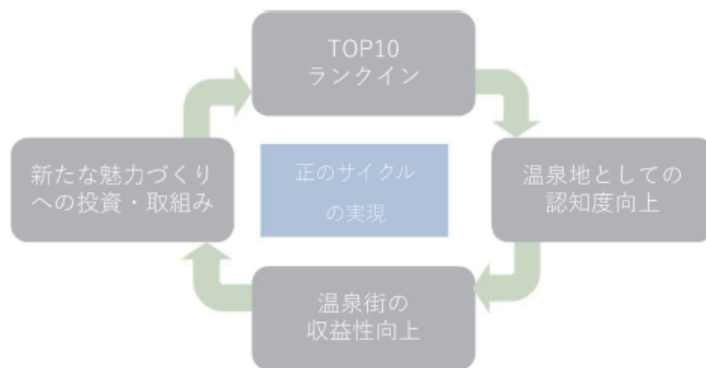 TOP10
ランクイン
新たな魅力づくり
への投資・取組み
正のサイクル
の実現
温泉地としての
認知度向上
温泉街の
収益性向上